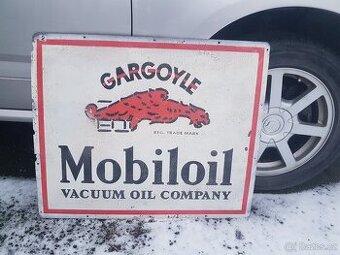 GARGOYLE
REG. TRADE MARK
Mobiloil
VACUUM OIL COMPANY